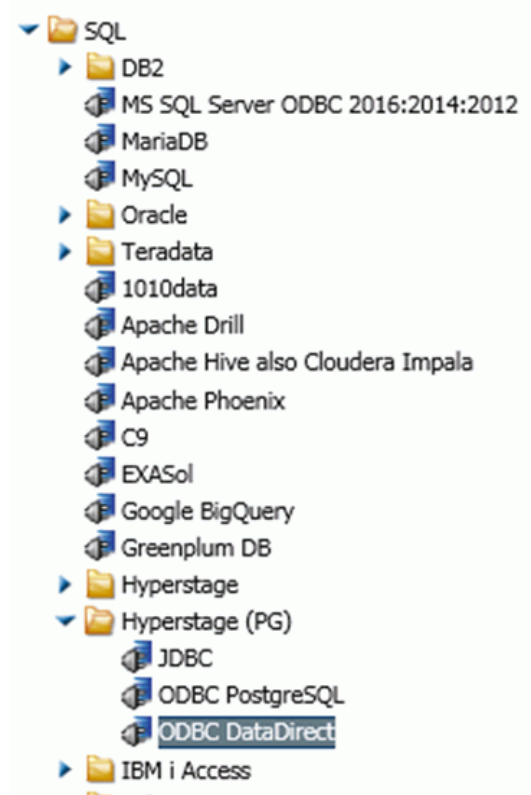 SQL
DB2
MS SQL Server ODBC 2016:2014:2012
MariaDB
MySQL
Oracle
Teradata
1010data
Apache Drill
Apache Hive also Cloudera Impala
Apache Phoenix
C9
EXASol
Google BigQuery
Greenplum DB
Hyperstage
Hyperstage (PG)
JDBC
ODBC PostgreSQL
ODBC DataDirect
IBM i Access